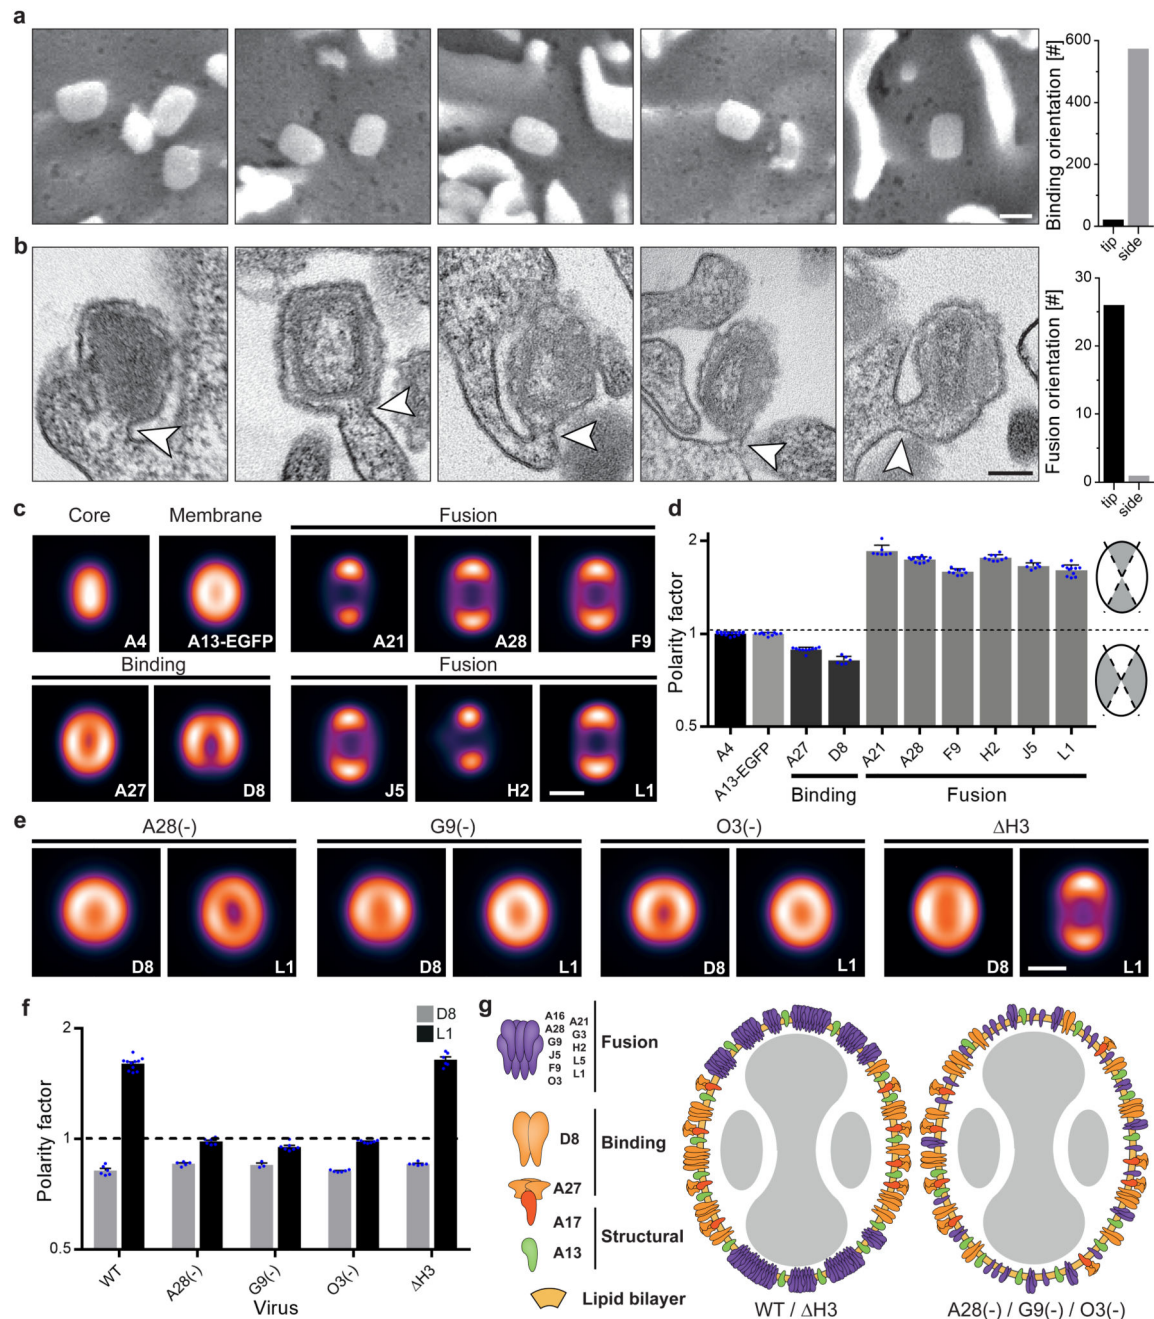 a
Binding orientation [#]
600
400
200
0
tip
side
b
Fusion orientation [#]
30
20
10
0
tip
side
c
Core
Membrane
Fusion
A4
A13-EGFP
A21
A28
F9
Binding
Fusion
A27
D8
J5
H2
L1
d
Polarity factor
2
1
0.5
A4
A13-EGFP
A27
D8
A21
A28
F9
H2
J5
L1
Binding
Fusion
e
A28(-)
G9(-)
O3(-)
ΔH3
D8
L1
D8
L1
D8
L1
D8
L1
f
Polarity factor
2
1
0.5
D8
L1
WT
A28(-)
G9(-)
O3(-)
ΔH3
Virus
g
A16
A28
G9
J5
F9
O3
A21
G3
H2
L5
L1
Fusion
D8
Binding
A27
A17
Structural
A13
Lipid bilayer
WT / ΔH3
A28(-) / G9(-) / O3(-)